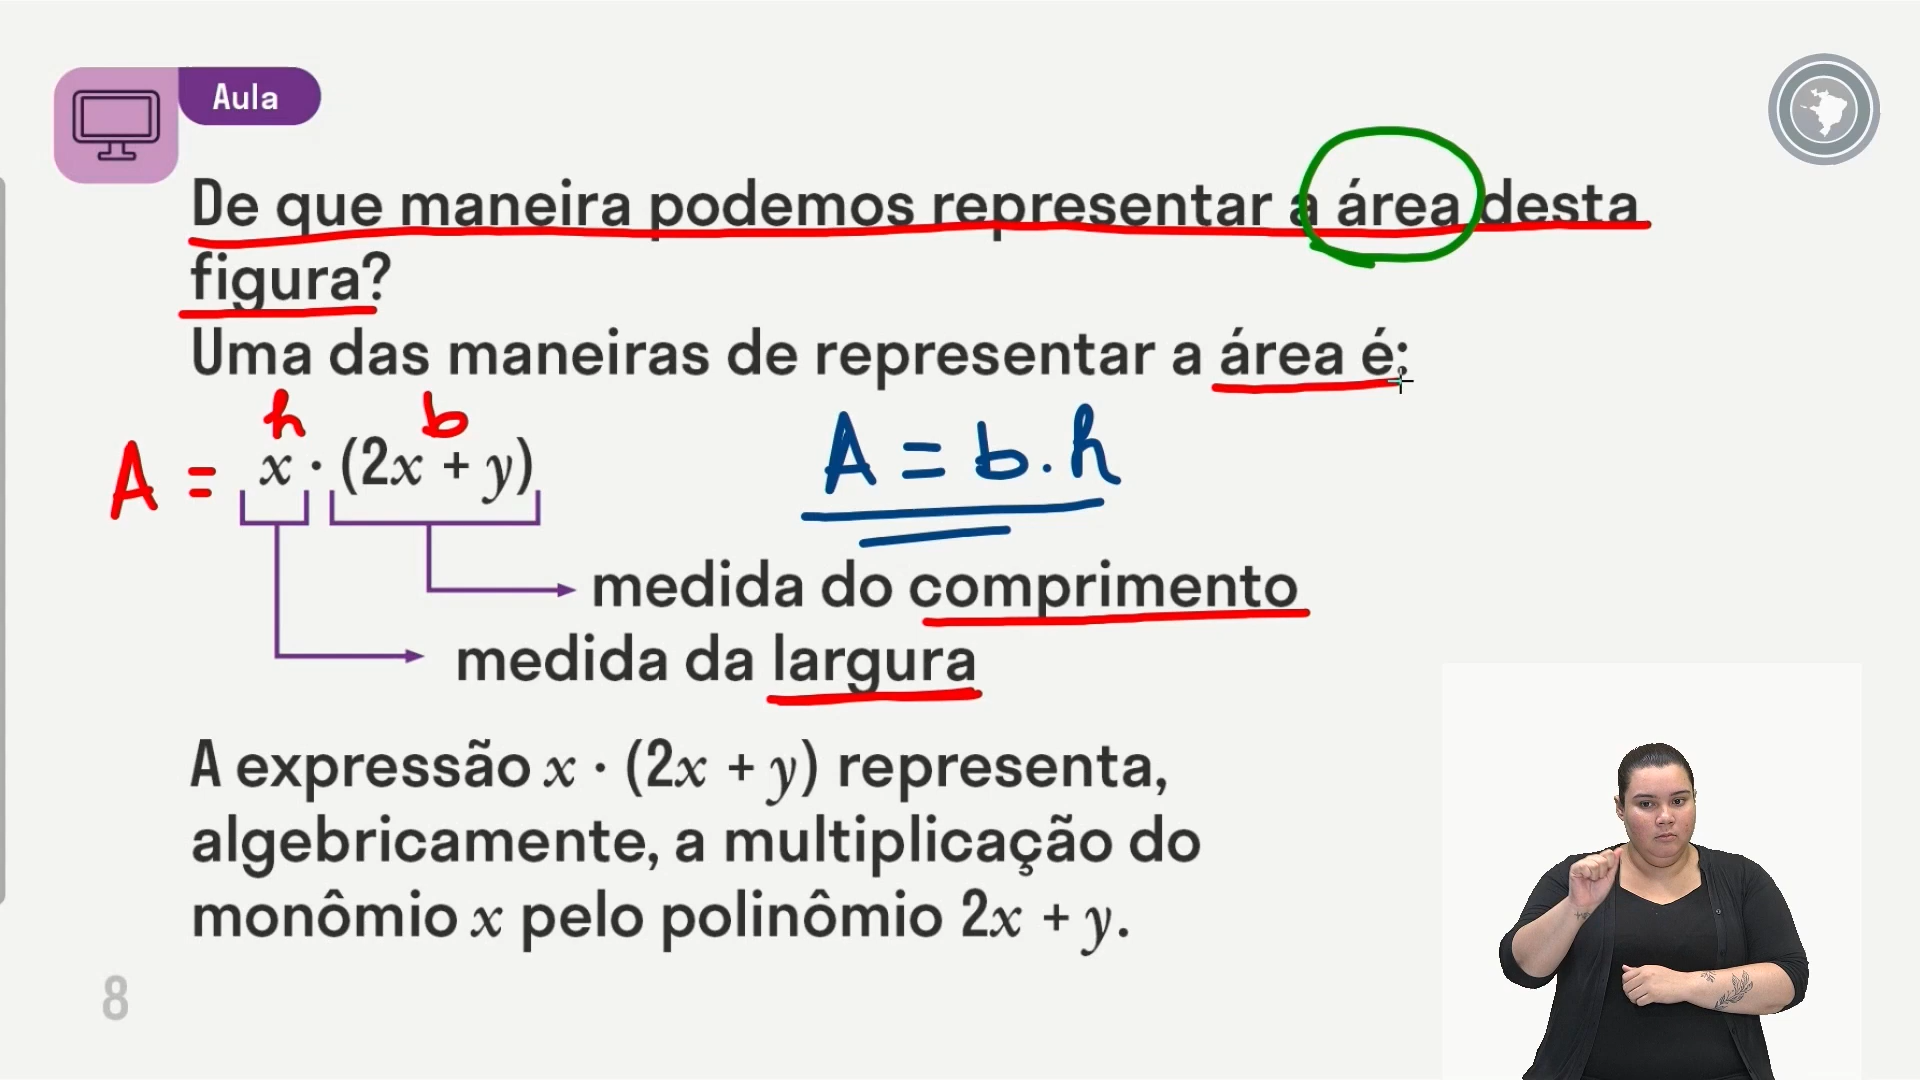 Aula
De que maneira podemos representar a área desta
figura?
Uma das maneiras de representar a área é:
h b
A = x · (2x + y)
A = b . h
medida do comprimento
medida da largura
A expressão x · (2x + y) representa,
algebricamente, a multiplicação do
monômio x pelo polinômio 2x + y.
8